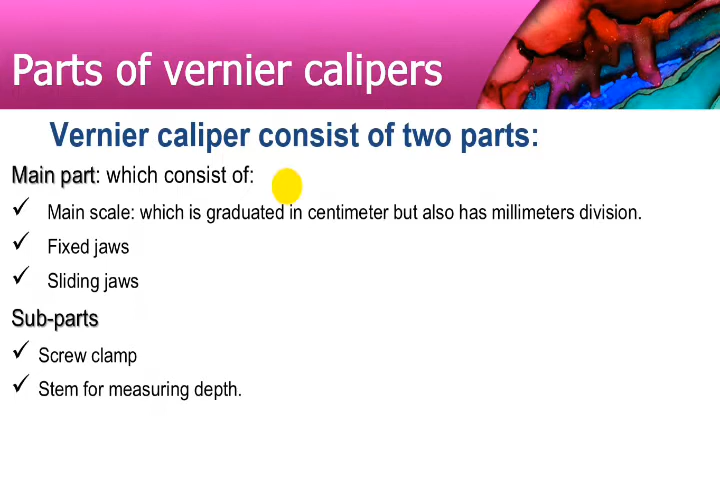 Parts of vernier calipers
Vernier caliper consist of two parts:
Main part: which consist of:
✓ Main scale: which is graduated in centimeter but also has millimeters division.
✓ Fixed jaws
✓ Sliding jaws
Sub-parts
✓ Screw clamp
✓ Stem for measuring depth.